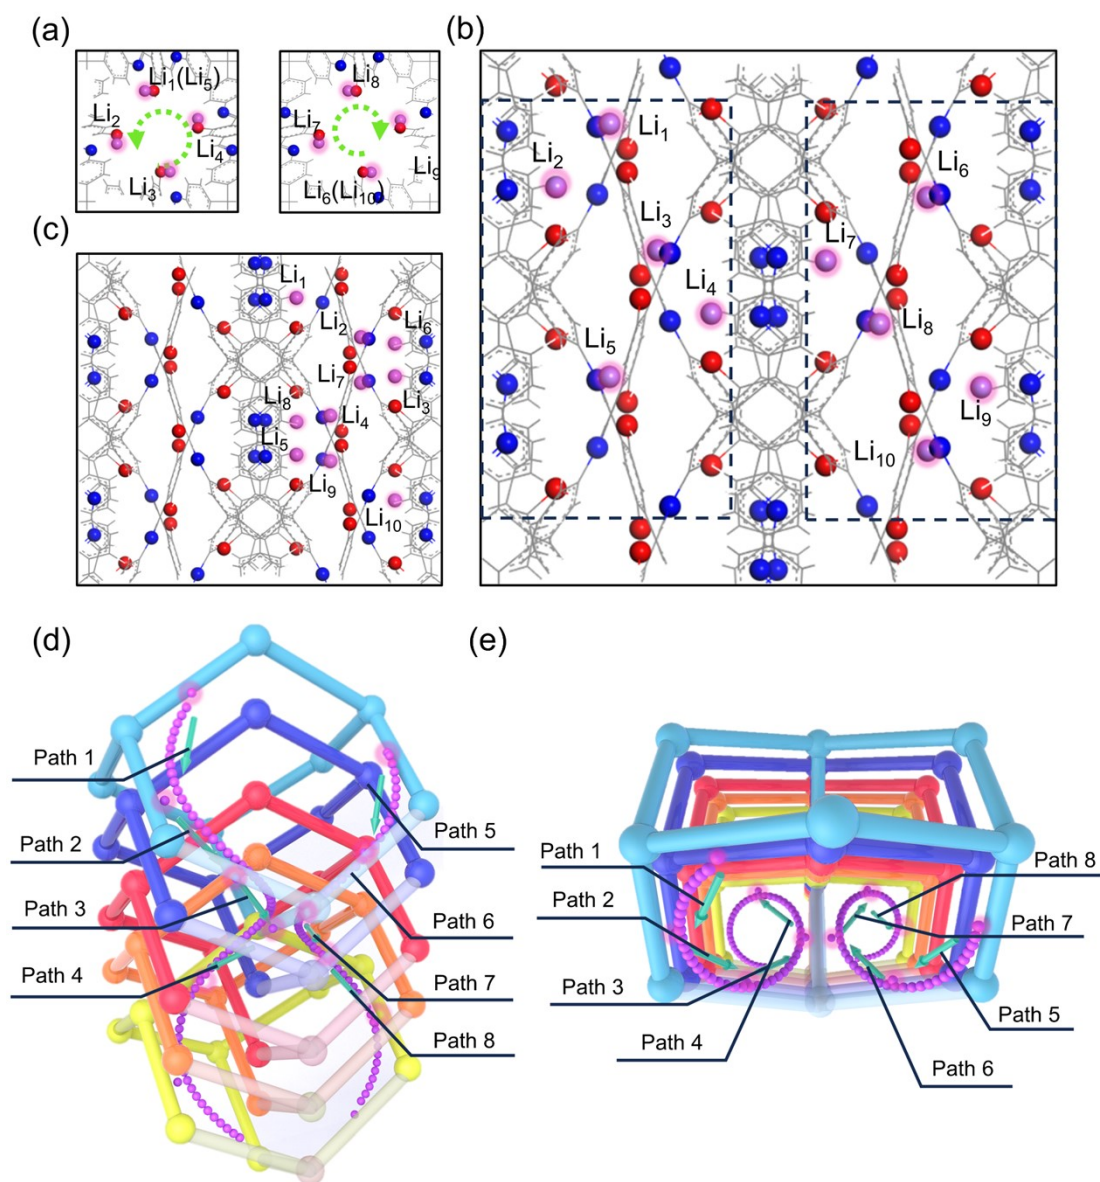 (a)
Li₁(Li₅)
Li₂
Li₄
Li₃
Li₈
Li₇
Li₉
Li₆(Li₁₀)
(b)
Li₁
Li₂
Li₃
Li₄
Li₅
Li₆
Li₇
Li₈
Li₉
Li₁₀
(c)
Li₁
Li₂
Li₆
Li₇
Li₃
Li₈
Li₄
Li₅
Li₉
Li₁₀
(d)
Path 1
Path 2
Path 3
Path 4
Path 5
Path 6
Path 7
Path 8
(e)
Path 1
Path 2
Path 3
Path 4
Path 8
Path 7
Path 5
Path 6